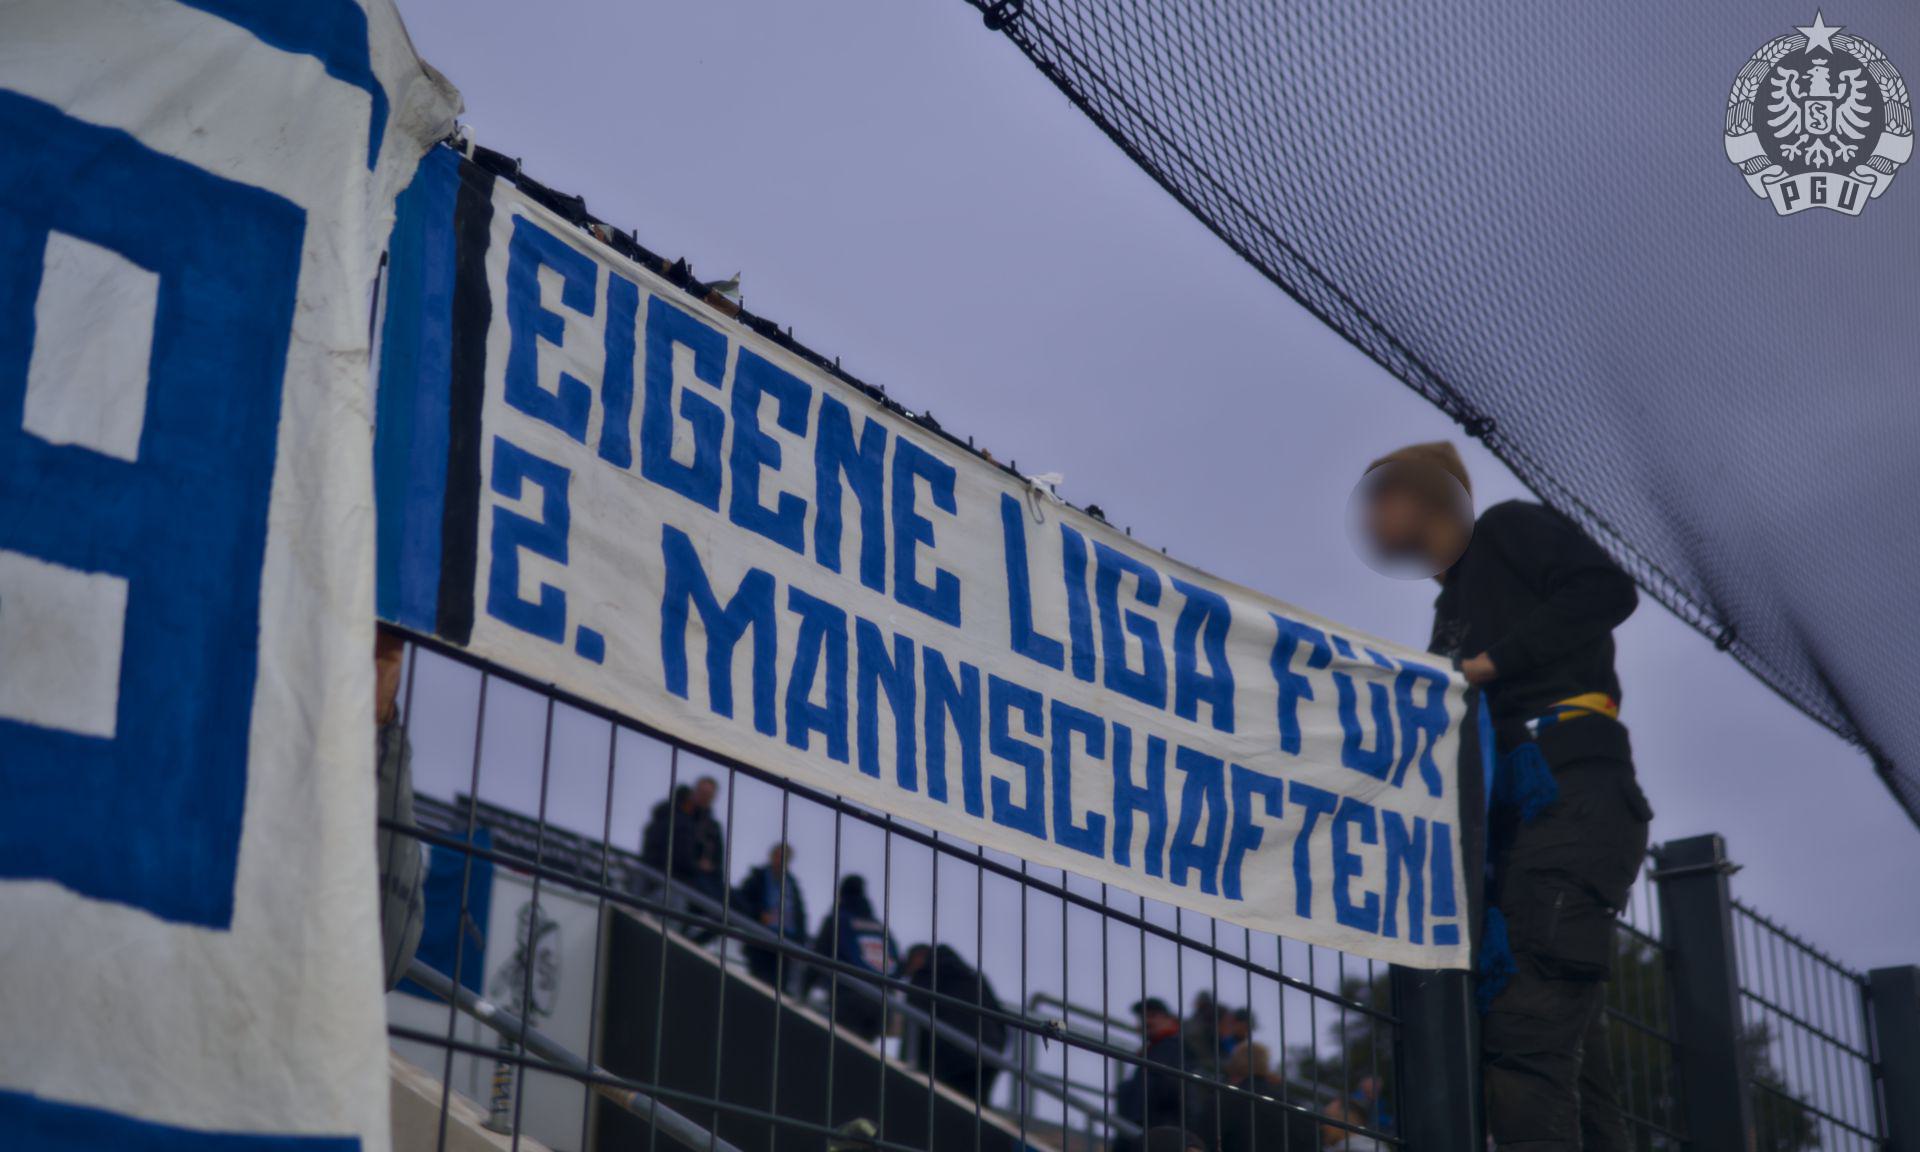 EIGENE LIGA FÜR
2. MANNSCHAFTEN!
PGU